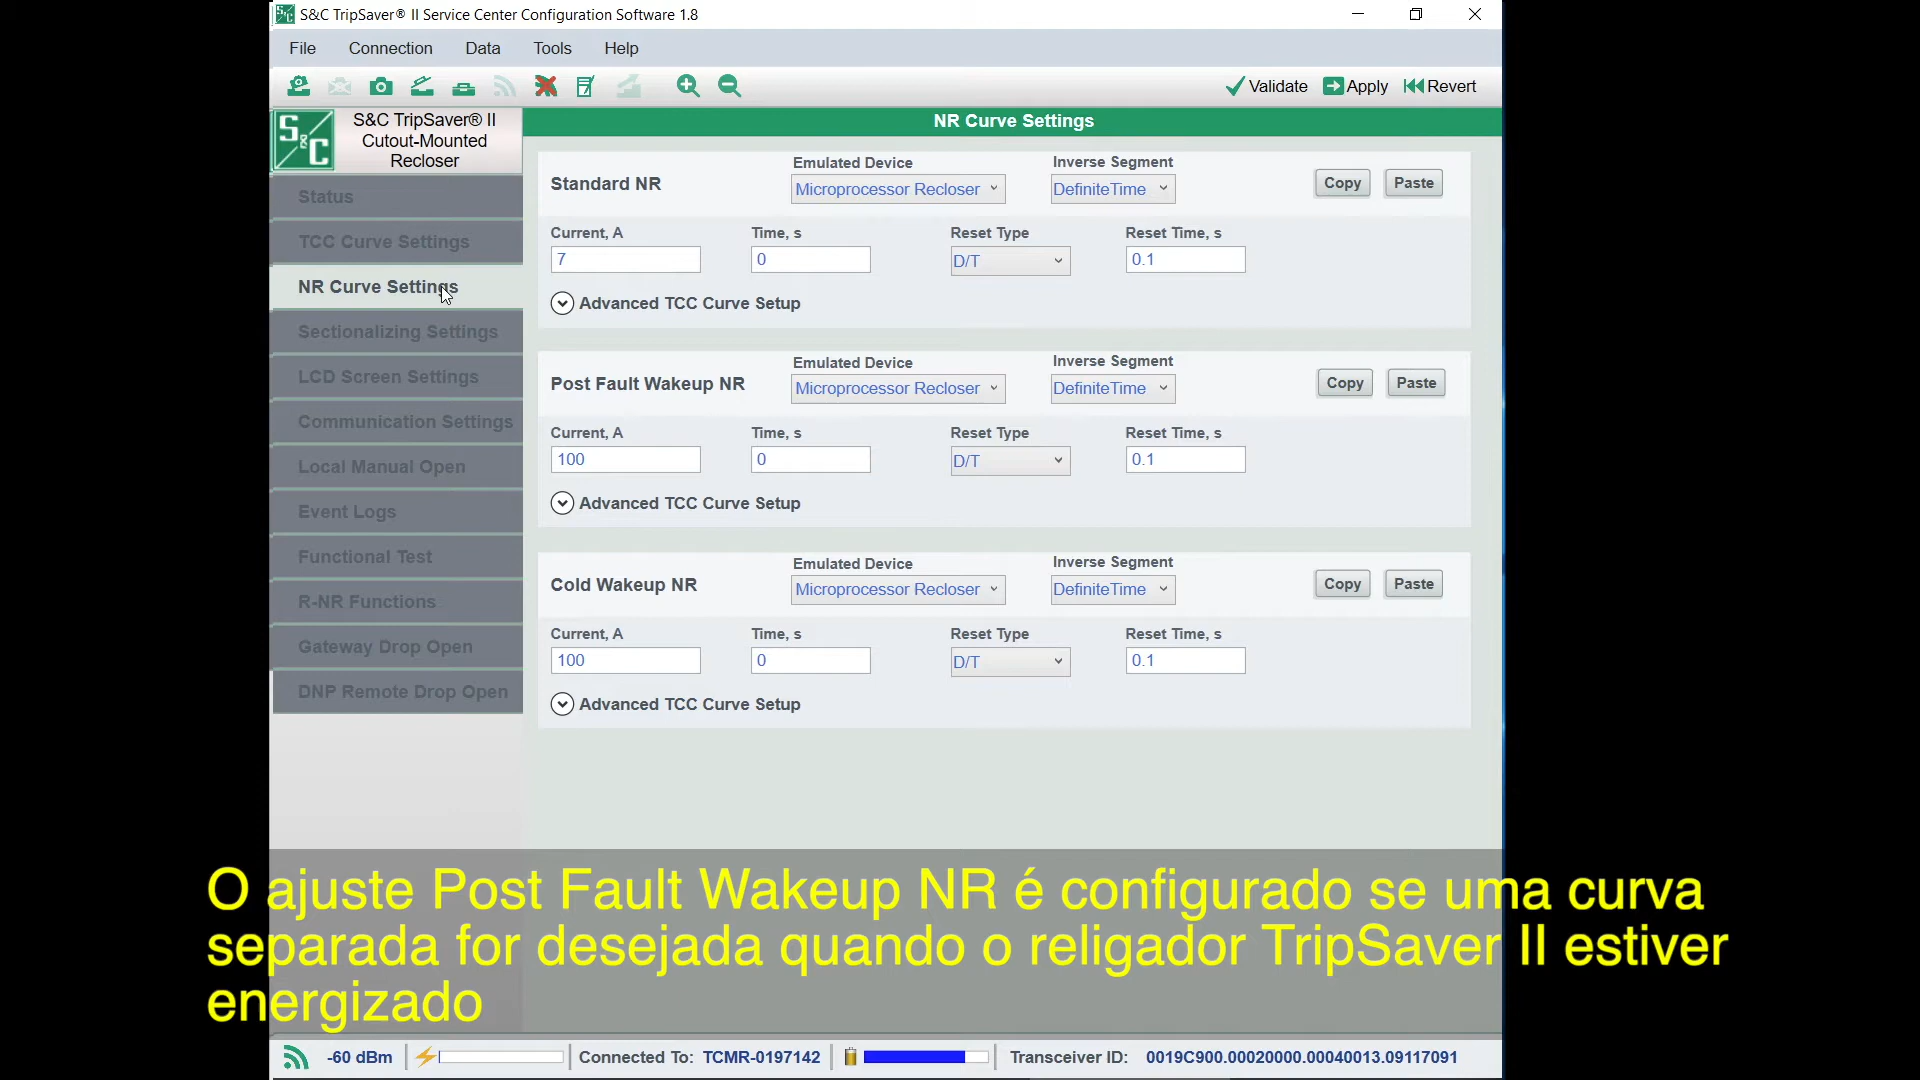 S&C TripSaver® II Service Center Configuration Software 1.8
File Connection Data Tools Help
Validate Apply Revert
S&C
S&C TripSaver® II
Cutout-Mounted
Recloser
Status
TCC Curve Settings
NR Curve Settings
Sectionalizing Settings
LCD Screen Settings
Communication Settings
Local Manual Open
Event Logs
Functional Test
R-NR Functions
Gateway Drop Open
DNP Remote Drop Open
NR Curve Settings
Emulated Device Inverse Segment
Standard NR Microprocessor Recloser DefiniteTime Copy Paste
Current, A Time, s Reset Type Reset Time, s
7 0 D/T 0.1
Advanced TCC Curve Setup
Emulated Device Inverse Segment
Post Fault Wakeup NR Microprocessor Recloser DefiniteTime Copy Paste
Current, A Time, s Reset Type Reset Time, s
100 0 D/T 0.1
Advanced TCC Curve Setup
Emulated Device Inverse Segment
Cold Wakeup NR Microprocessor Recloser DefiniteTime Copy Paste
Current, A Time, s Reset Type Reset Time, s
100 0 D/T 0.1
Advanced TCC Curve Setup
O ajuste Post Fault Wakeup NR é configurado se uma curva
separada for desejada quando o religador TripSaver II estiver
energizado
-60 dBm Connected To: TCMR-0197142 Transceiver ID: 0019C900.00020000.00040013.09117091